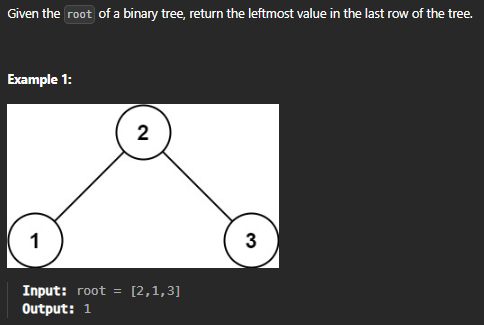 Given the root of a binary tree, return the leftmost value in the last row of the tree.
Example 1:
2
1
3
Input: root = [2,1,3]
Output: 1